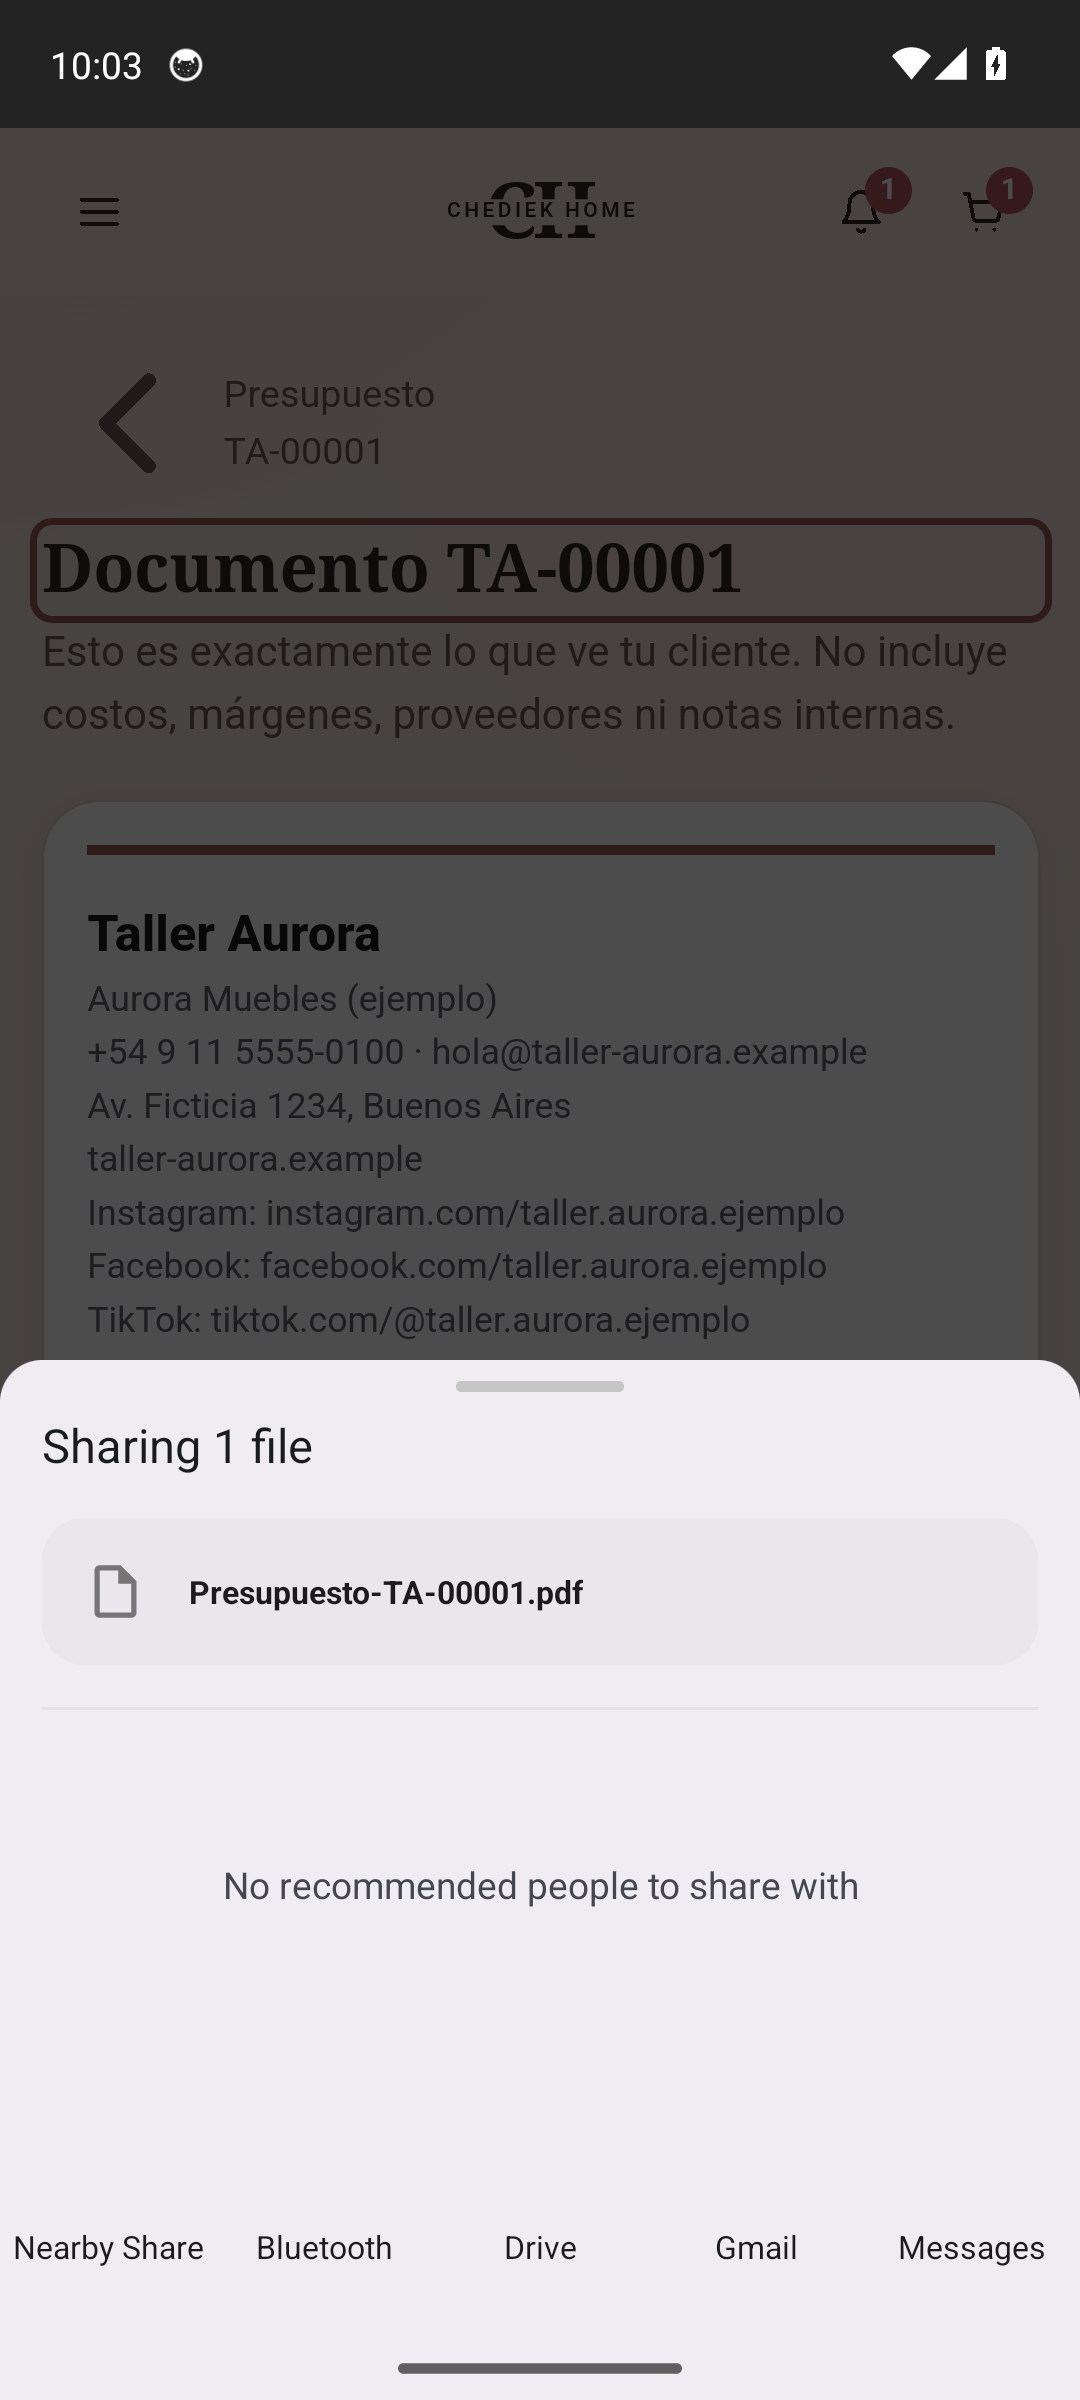 10:03
CH
CHEDIEK HOME
1
1
Presupuesto
TA-00001
Documento TA-00001
Esto es exactamente lo que ve tu cliente. No incluye
costos, márgenes, proveedores ni notas internas.
Taller Aurora
Aurora Muebles (ejemplo)
+54 9 11 5555-0100 · hola@taller-aurora.example
Av. Ficticia 1234, Buenos Aires
taller-aurora.example
Instagram: instagram.com/taller.aurora.ejemplo
Facebook: facebook.com/taller.aurora.ejemplo
TikTok: tiktok.com/@taller.aurora.ejemplo
Sharing 1 file
Presupuesto-TA-00001.pdf
No recommended people to share with
Nearby Share Bluetooth Drive Gmail Messages